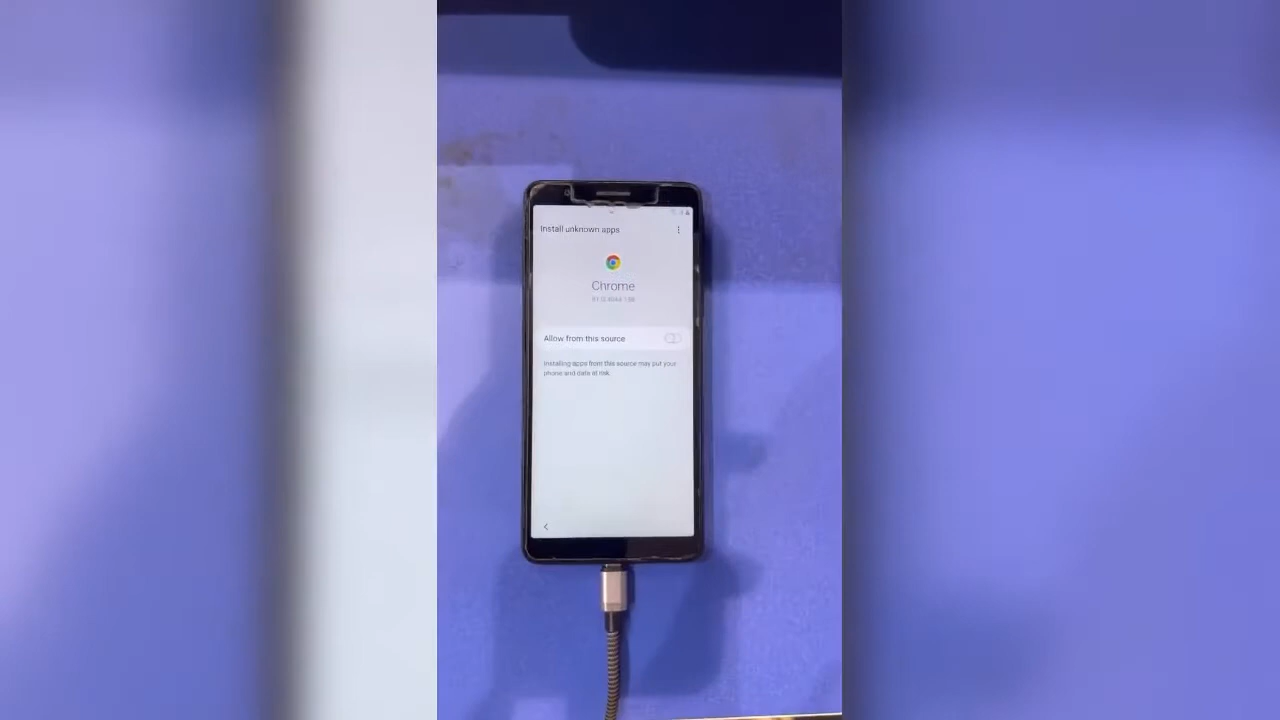 Install unknown apps
Chrome
Allow from this source
Installing apps from this source may put your
phone and data at risk.